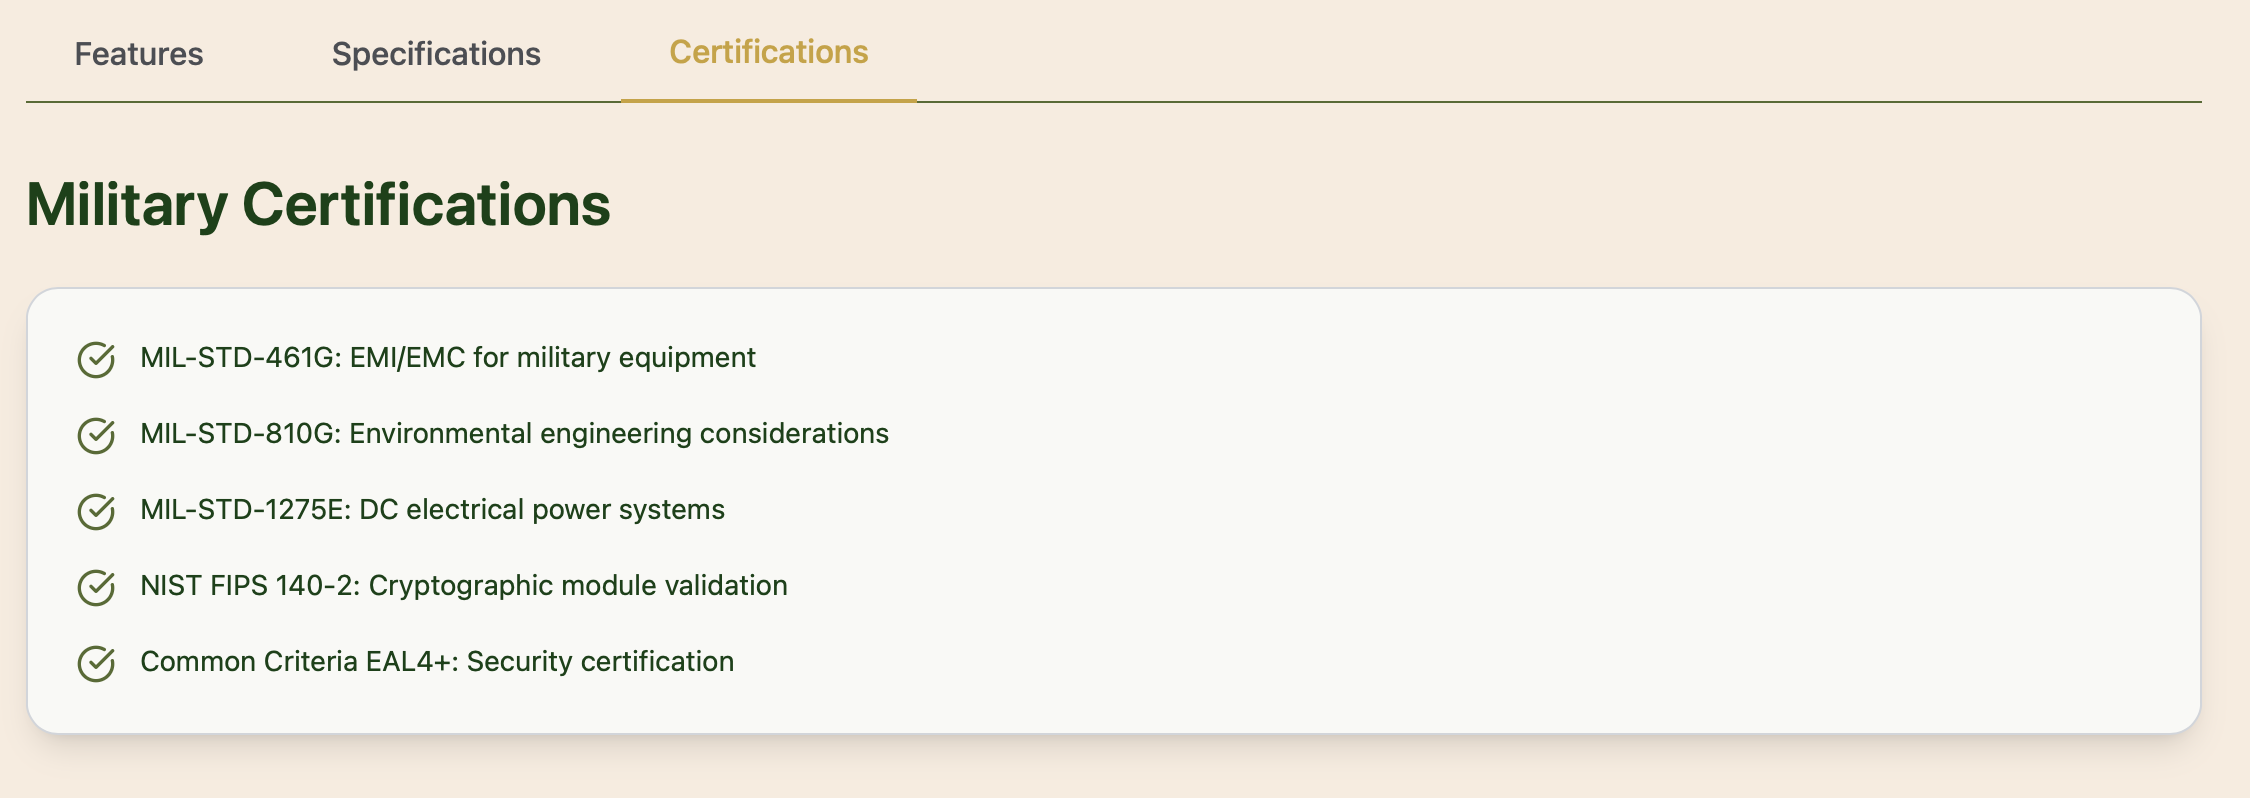 Features
Specifications
Certifications
Military Certifications
MIL-STD-461G: EMI/EMC for military equipment
MIL-STD-810G: Environmental engineering considerations
MIL-STD-1275E: DC electrical power systems
NIST FIPS 140-2: Cryptographic module validation
Common Criteria EAL4+: Security certification